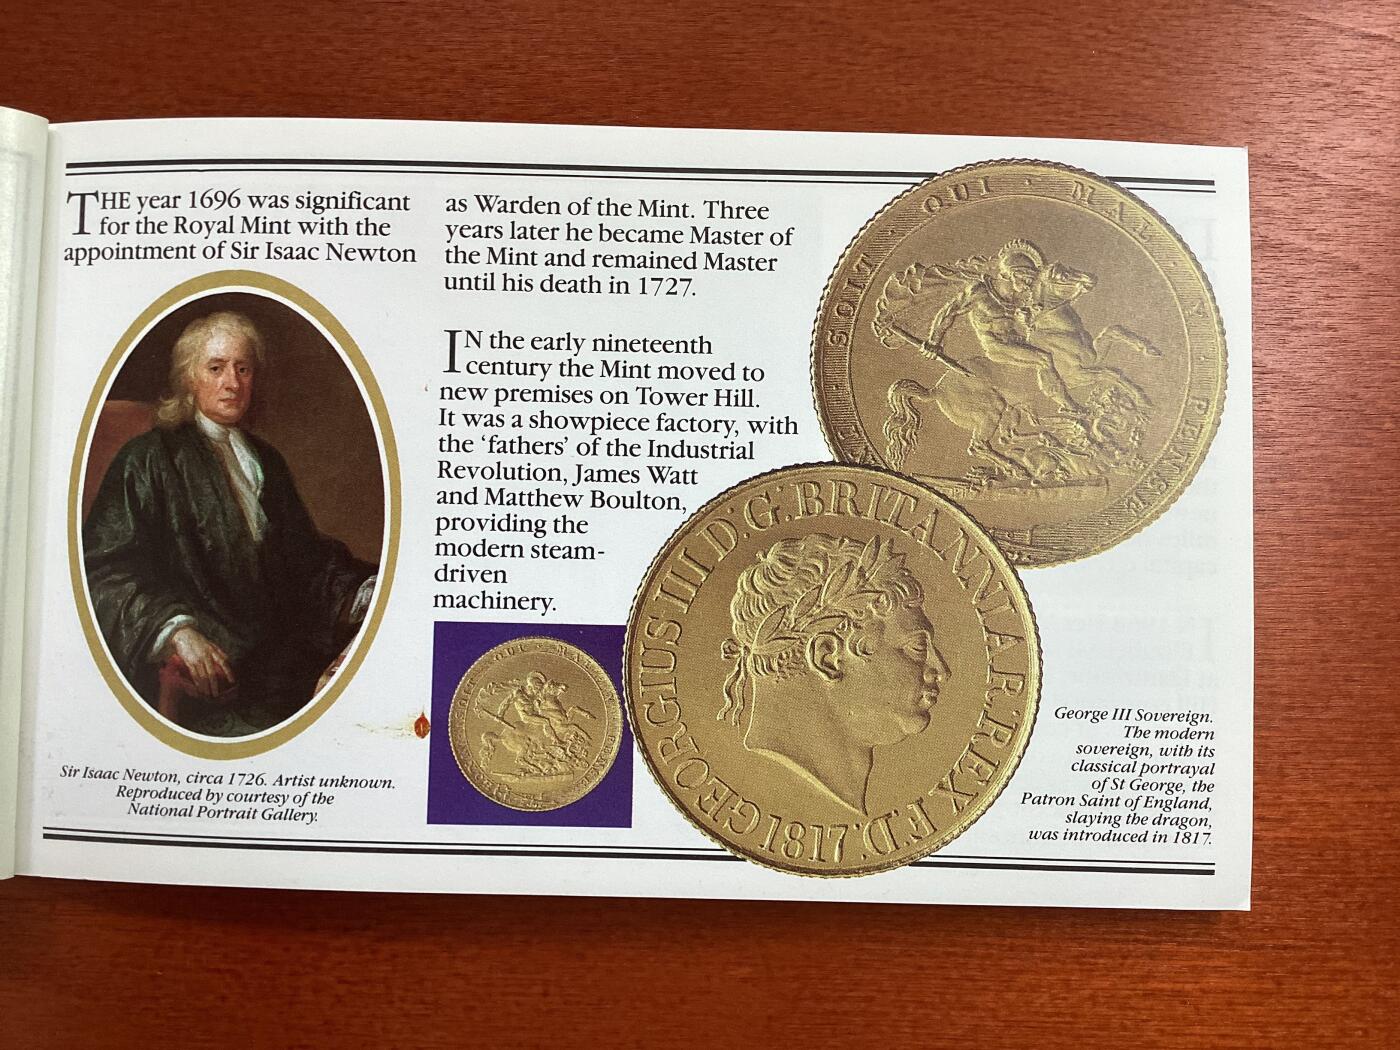 THE year 1696 was significant
for the Royal Mint with the
appointment of Sir Isaac Newton
Sir Isaac Newton, circa 1726. Artist unknown.
Reproduced by courtesy of the
National Portrait Gallery.
as Warden of the Mint. Three
years later he became Master of
the Mint and remained Master
until his death in 1727.
IN the early nineteenth
century the Mint moved to
new premises on Tower Hill.
It was a showpiece factory, with
the ‘fathers’ of the Industrial
Revolution, James Watt
and Matthew Boulton,
providing the
modern steam-
driven
machinery.
SOIT · QUI · MAL · Y · PENSE
GEORGIUS III D:G: BRITANNIAR: REX F.D. 1817
George III Sovereign.
The modern
sovereign, with its
classical portrayal
of St George, the
Patron Saint of England,
slaying the dragon,
was introduced in 1817.